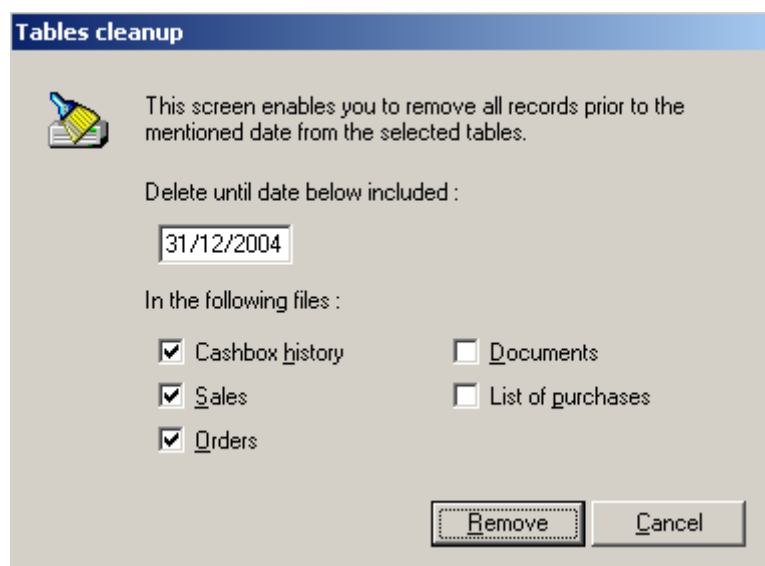 Tables cleanup
This screen enables you to remove all records prior to the
mentioned date from the selected tables.
Delete until date below included :
31/12/2004
In the following files :
Cashbox history
Documents
Sales
List of purchases
Orders
Remove
Cancel